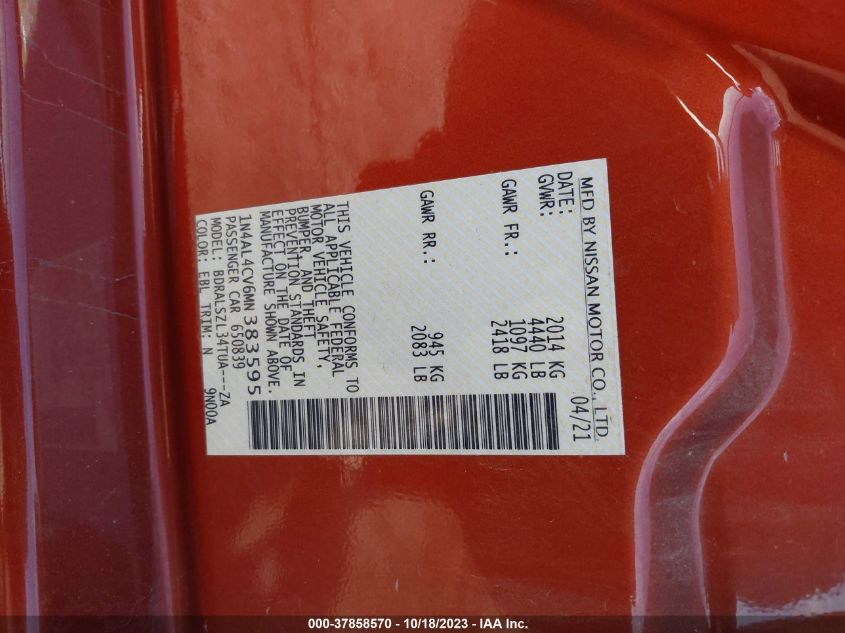 MFD BY NISSAN MOTOR CO., LTD.
DATE: 04/21
GVWR: 2014 KG
4440 LB
GAWR FR.: 1097 KG
2418 LB
GAWR RR.: 945 KG
2083 LB
THIS VEHICLE CONFORMS TO
ALL APPLICABLE FEDERAL
MOTOR VEHICLE SAFETY,
BUMPER, AND THEFT
PREVENTION STANDARDS IN
EFFECT ON THE DATE OF
MANUFACTURE SHOWN ABOVE.
1N4AL4CV6MN383595
PASSENGER CAR 650839
MODEL: BDRALSZL34TUA---ZA
COLOR: EBL TRIM: N 9N00A
000-37858570 - 10/18/2023 - IAA Inc.